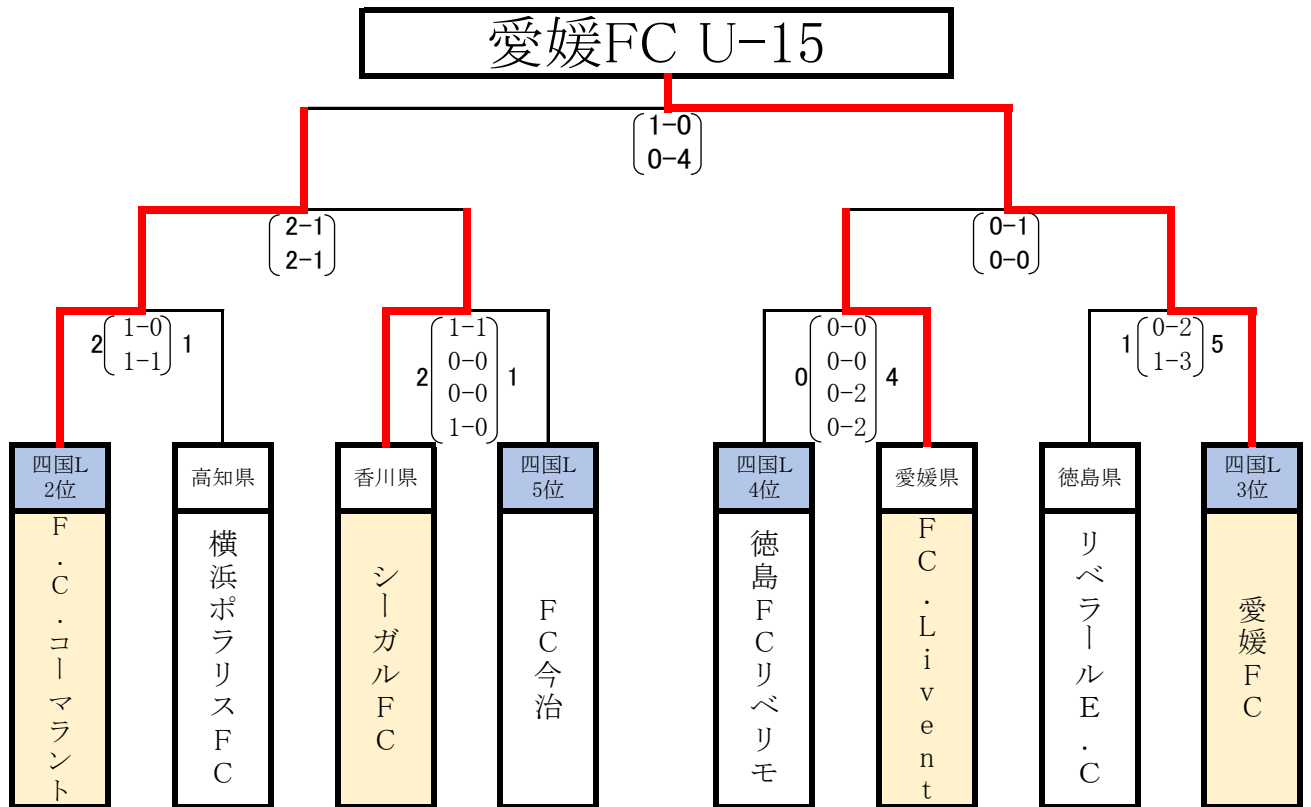 愛媛FC U-15
1-0
0-4
2-1
2-1
0-1
0-0
2
1-0
1-1
1
2
1-1
0-0
0-0
1-0
1
0
0-0
0-0
0-2
0-2
4
1
0-2
1-3
5
四国L
2位
高知県
香川県
四国L
5位
四国L
4位
愛媛県
徳島県
四国L
3位
F.C.コーマラント
横浜ポラリスFC
シーガルFC
FC今治
徳島FCリベリモ
FC.Livent
リベラールE.C
愛媛FC